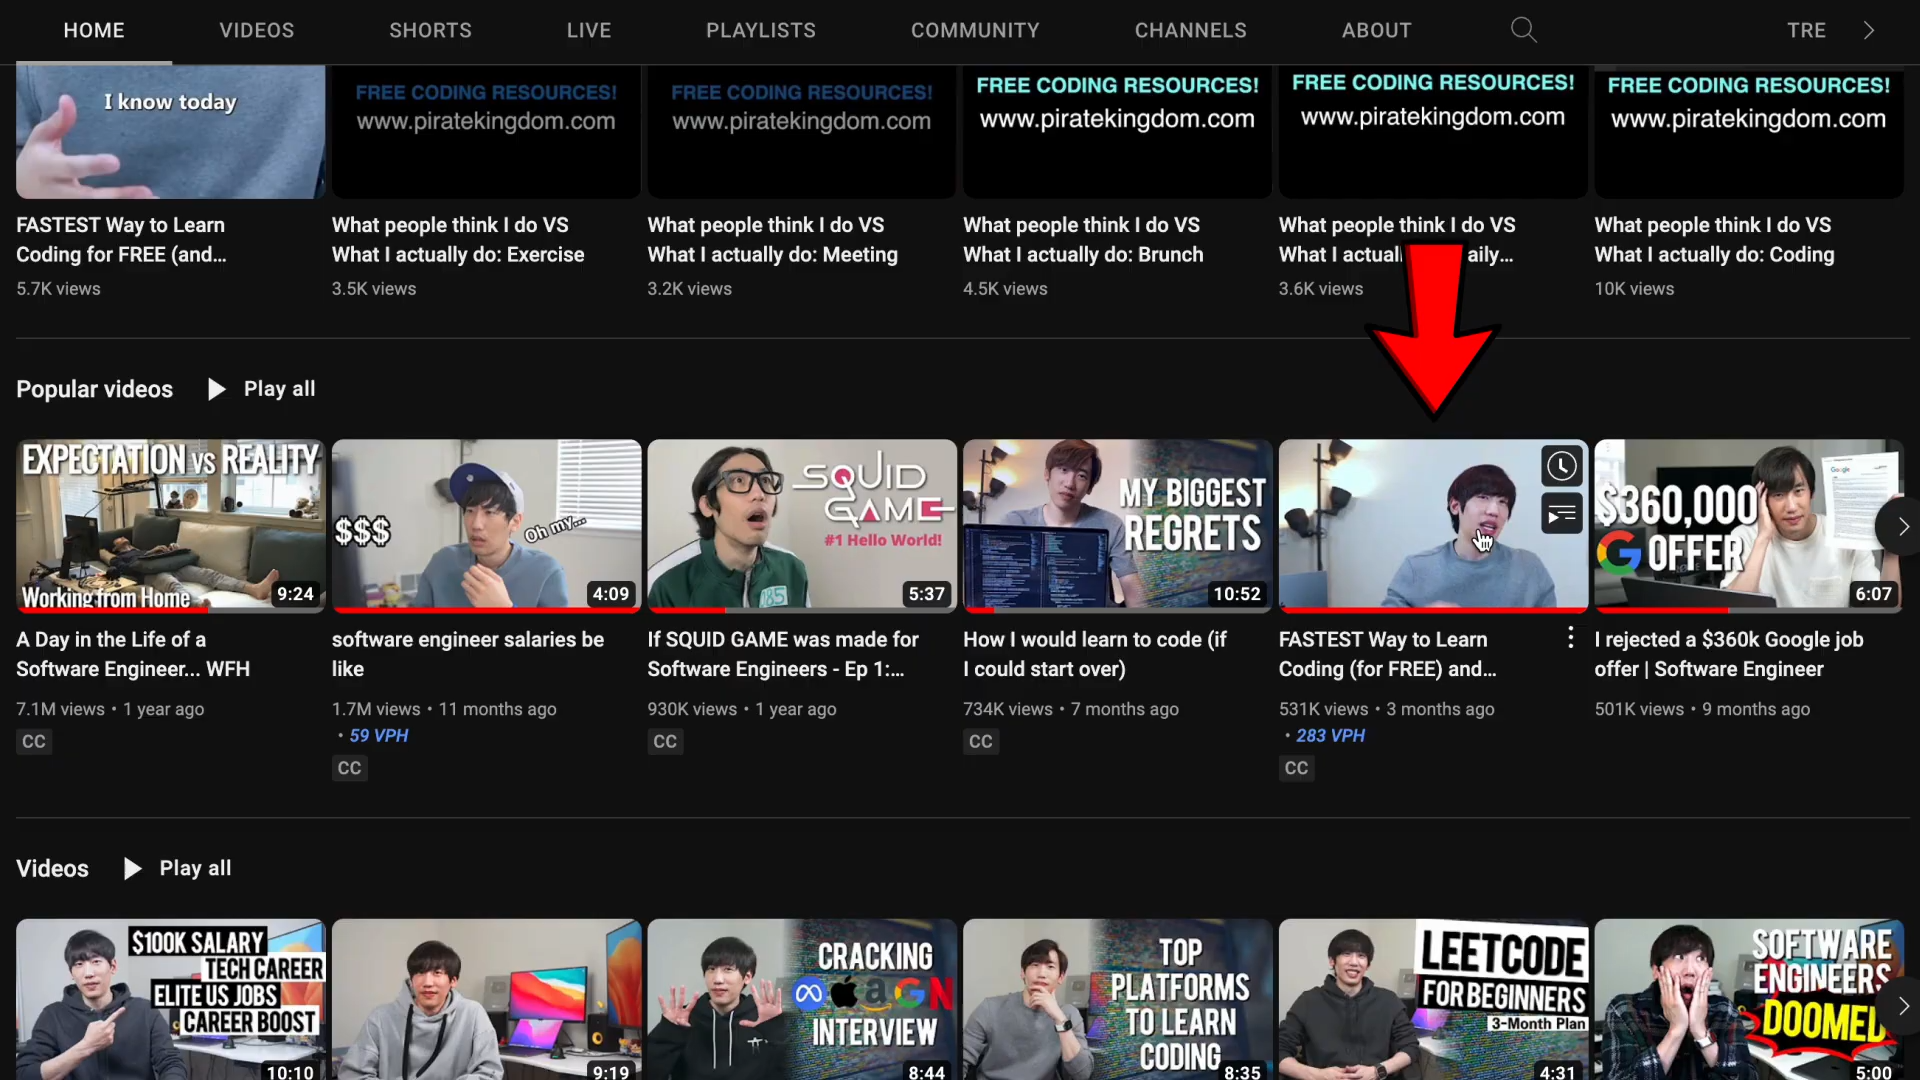 HOME VIDEOS SHORTS LIVE PLAYLISTS COMMUNITY CHANNELS ABOUT TRE
I know today
FREE CODING RESOURCES!
www.piratekingdom.com
FREE CODING RESOURCES!
www.piratekingdom.com
FREE CODING RESOURCES!
www.piratekingdom.com
FREE CODING RESOURCES!
www.piratekingdom.com
FREE CODING RESOURCES!
www.piratekingdom.com
FASTEST Way to Learn
Coding for FREE (and...
5.7K views
What people think I do VS
What I actually do: Exercise
3.5K views
What people think I do VS
What I actually do: Meeting
3.2K views
What people think I do VS
What I actually do: Brunch
4.5K views
What people think I do VS
What I actual aily...
3.6K views
What people think I do VS
What I actually do: Coding
10K views
Popular videos Play all
EXPECTATION VS REALITY
Working from Home
9:24
A Day in the Life of a
Software Engineer... WFH
7.1M views • 1 year ago
CC
$$$
Oh my...
4:09
software engineer salaries be
like
1.7M views • 11 months ago
• 59 VPH
CC
SQUID
GAME
#1 Hello World!
085
5:37
If SQUID GAME was made for
Software Engineers - Ep 1:...
930K views • 1 year ago
CC
MY BIGGEST
REGRETS
10:52
How I would learn to code (if
I could start over)
734K views • 7 months ago
CC
FASTEST Way to Learn
Coding (for FREE) and...
531K views • 3 months ago
• 283 VPH
CC
Google
$360,000
G OFFER
6:07
I rejected a $360k Google job
offer | Software Engineer
501K views • 9 months ago
Videos Play all
$100K SALARY
TECH CAREER
ELITE US JOBS
CAREER BOOST
10:10
9:19
CRACKING
a G N
INTERVIEW
8:44
TOP
PLATFORMS
TO LEARN
CODING
8:35
LEETCODE
FOR BEGINNERS
3-Month Plan
4:31
SOFTWARE
ENGINEERS
DOOMED
5:00